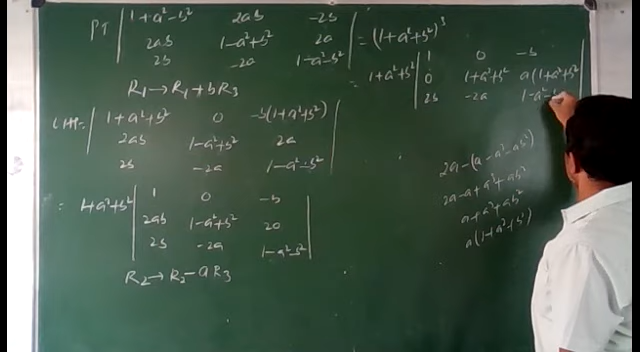 PT | 1+a²-b² 2ab -2b |
| 2ab 1-a²+b² 2a | = (1+a²+b²)³
| 2b -2a 1-a²-b² |
R₁→R₁+bR₃
LHS = | 1+a²+b² 0 -b(1+a²+b²) |
| 2ab 1-a²+b² 2a |
| 2b -2a 1-a²-b² |
= 1+a²+b² | 1 0 -b |
| 2ab 1-a²+b² 2a |
| 2b -2a 1-a²-b² |
R₂→R₂-aR₃
= 1+a²+b² | 1 0 -b |
| 0 1+a²+b² a(1+a²+b² |
| 2b -2a 1-a²-b
2a-(a-a³-ab²)
2a-a+a³+ab²
a+a³+ab²
a(1+a²+b²)